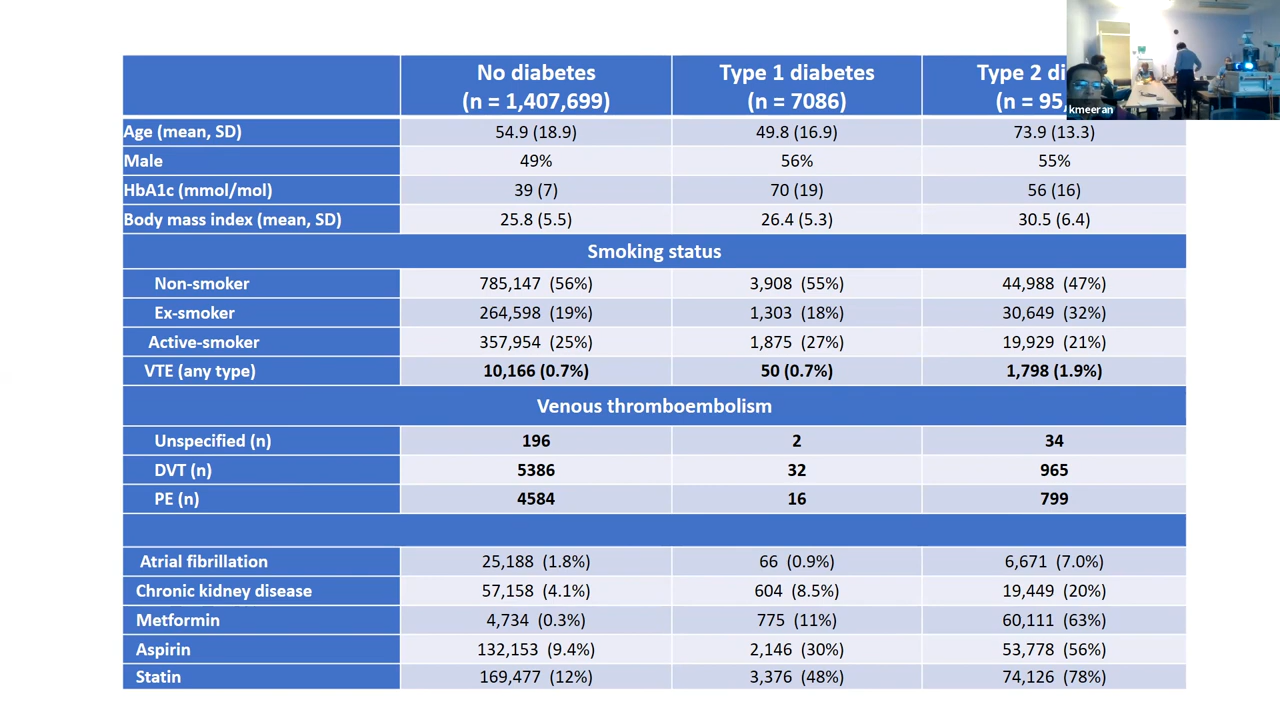 No diabetes Type 1 diabetes Type 2 di
(n = 1,407,699) (n = 7086) (n = 95,
kmeeran
Age (mean, SD) 54.9 (18.9) 49.8 (16.9) 73.9 (13.3)
Male 49% 56% 55%
HbA1c (mmol/mol) 39 (7) 70 (19) 56 (16)
Body mass index (mean, SD) 25.8 (5.5) 26.4 (5.3) 30.5 (6.4)
Smoking status
Non-smoker 785,147 (56%) 3,908 (55%) 44,988 (47%)
Ex-smoker 264,598 (19%) 1,303 (18%) 30,649 (32%)
Active-smoker 357,954 (25%) 1,875 (27%) 19,929 (21%)
VTE (any type) 10,166 (0.7%) 50 (0.7%) 1,798 (1.9%)
Venous thromboembolism
Unspecified (n) 196 2 34
DVT (n) 5386 32 965
PE (n) 4584 16 799
Atrial fibrillation 25,188 (1.8%) 66 (0.9%) 6,671 (7.0%)
Chronic kidney disease 57,158 (4.1%) 604 (8.5%) 19,449 (20%)
Metformin 4,734 (0.3%) 775 (11%) 60,111 (63%)
Aspirin 132,153 (9.4%) 2,146 (30%) 53,778 (56%)
Statin 169,477 (12%) 3,376 (48%) 74,126 (78%)